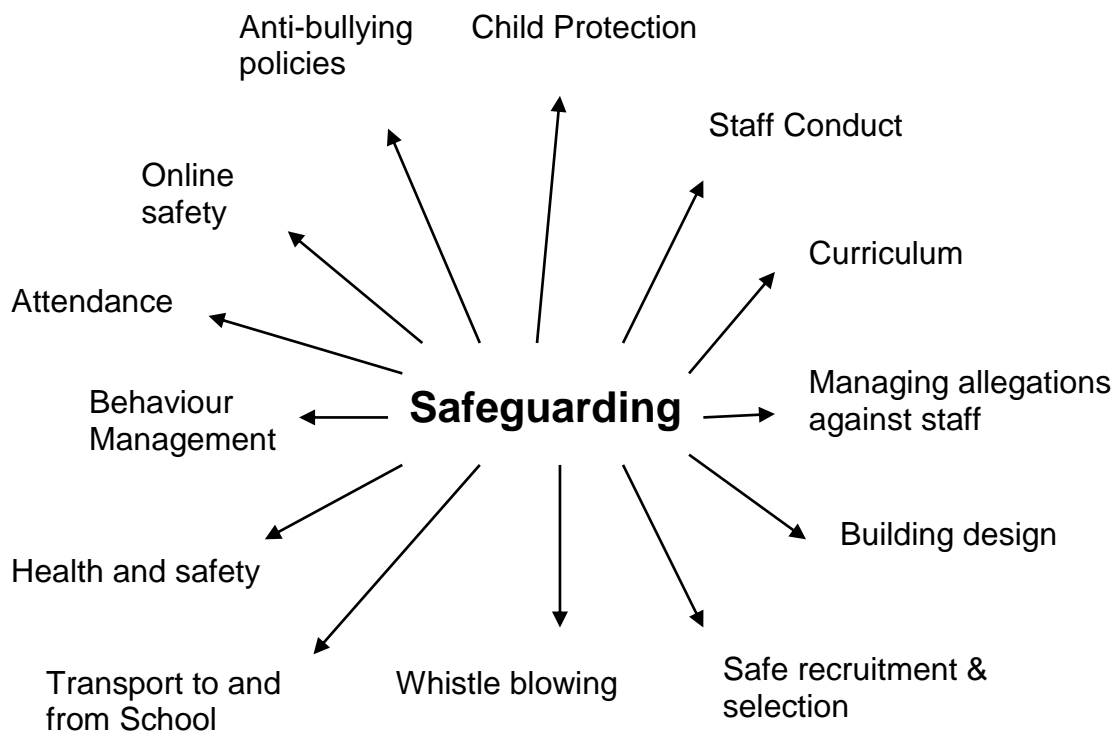 Anti-bullying
policies
Child Protection
Staff Conduct
Online
safety
Curriculum
Attendance
Managing allegations
against staff
Behaviour
Management
Safeguarding
Building design
Health and safety
Transport to and
from School
Whistle blowing
Safe recruitment &
selection